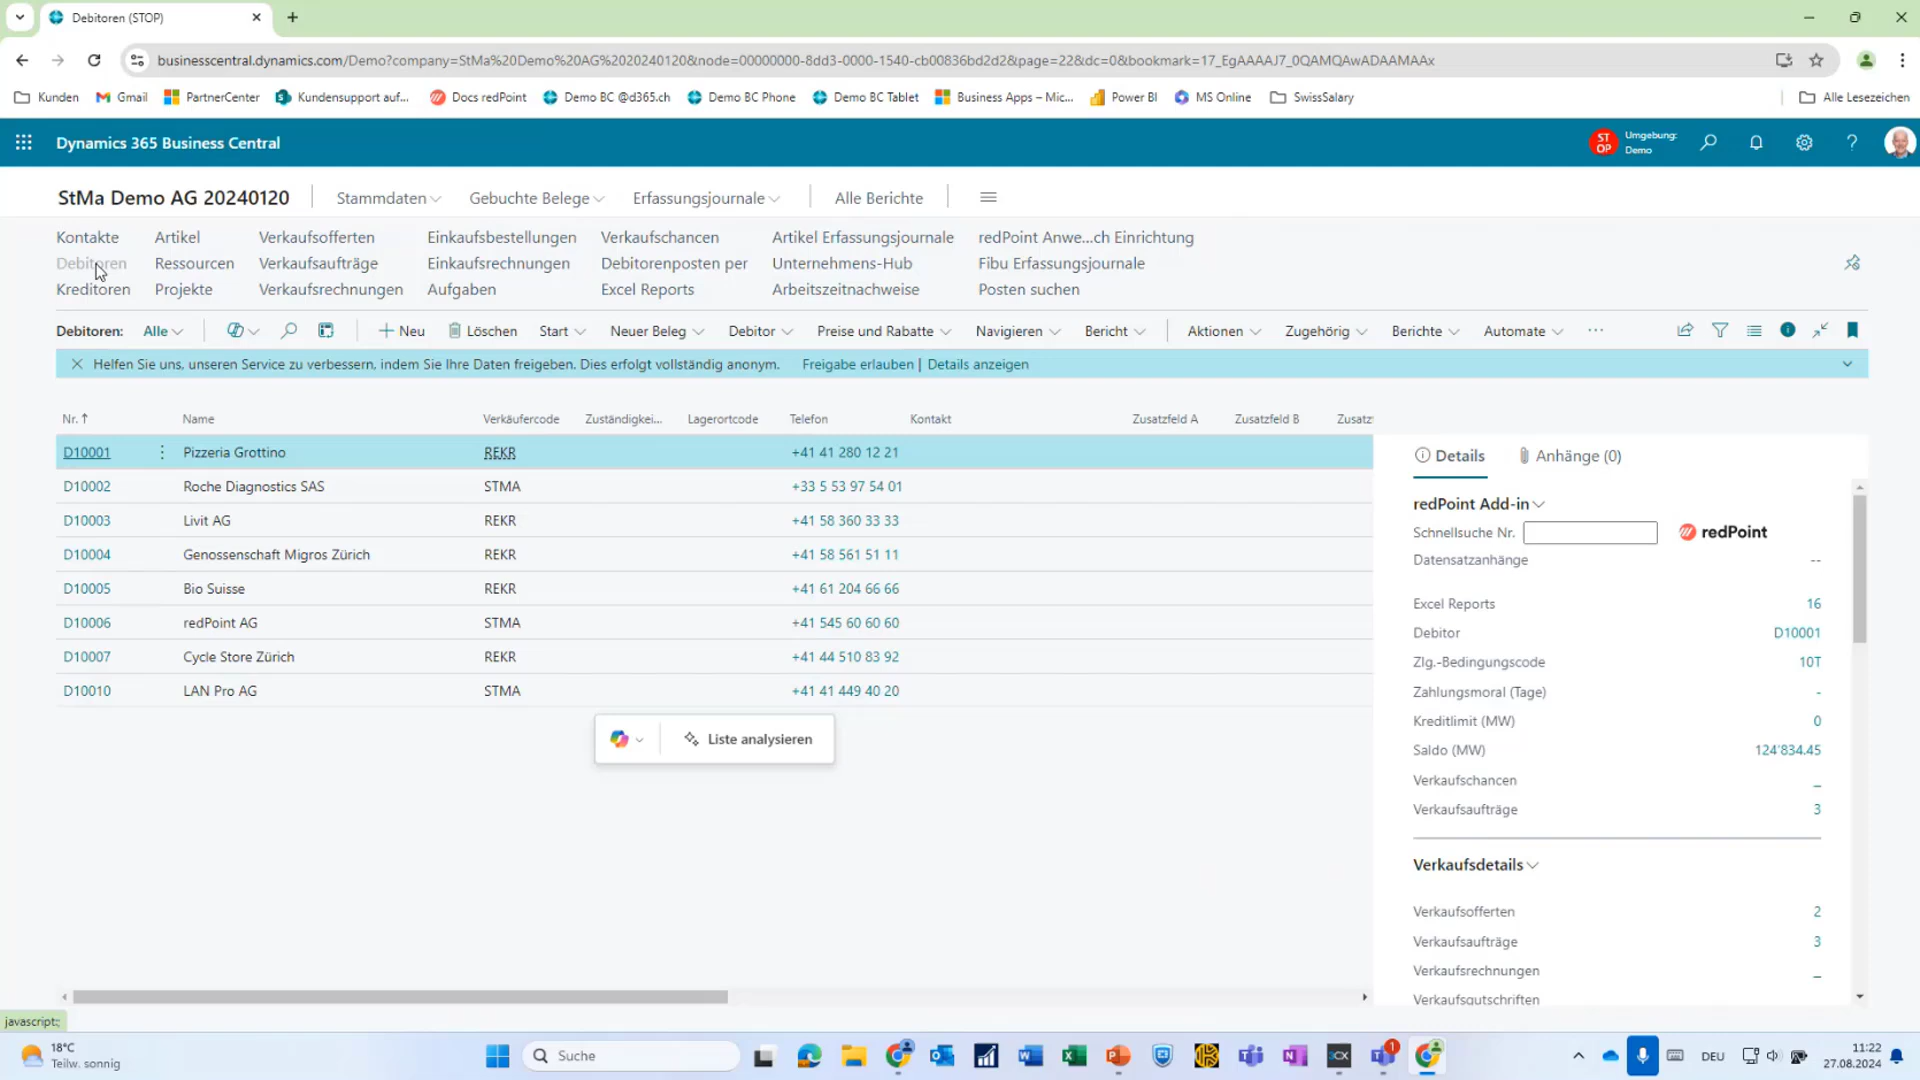 Debitoren (STOP)
businesscentral.dynamics.com/Demo?company=StMa%20Demo%20AG%2020240120&node=00000000-8dd3-0000-1540-cb00836bd2d2&page=22&dc=0&bookmark=17_EgAAAAJ7_0QAMQAwADAAMAAx
Kunden Gmail PartnerCenter Kundensupport auf... Docs redPoint Demo BC @d365.ch Demo BC Phone Demo BC Tablet Business Apps – Mic... Power BI MS Online SwissSalary Alle Lesezeichen
Dynamics 365 Business Central ST OP Umgebung: Demo
StMa Demo AG 20240120 Stammdaten Gebuchte Belege Erfassungsjournale Alle Berichte
Kontakte Artikel Verkaufsofferten Einkaufsbestellungen Verkaufschancen Artikel Erfassungsjournale redPoint Anwe...ch Einrichtung
Debitoren Ressourcen Verkaufsaufträge Einkaufsrechnungen Debitorenposten per Unternehmens-Hub Fibu Erfassungsjournale
Kreditoren Projekte Verkaufsrechnungen Aufgaben Excel Reports Arbeitszeitnachweise Posten suchen
Debitoren: Alle Neu Löschen Start Neuer Beleg Debitor Preise und Rabatte Navigieren Bericht Aktionen Zugehörig Berichte Automate ...
Helfen Sie uns, unseren Service zu verbessern, indem Sie Ihre Daten freigeben. Dies erfolgt vollständig anonym. Freigabe erlauben | Details anzeigen
Nr. ↑ Name Verkäufercode Zuständigkei... Lagerortcode Telefon Kontakt Zusatzfeld A Zusatzfeld B Zusatz
D10001 Pizzeria Grottino REKR +41 41 280 12 21
D10002 Roche Diagnostics SAS STMA +33 5 53 97 54 01
D10003 Livit AG REKR +41 58 360 33 33
D10004 Genossenschaft Migros Zürich REKR +41 58 561 51 11
D10005 Bio Suisse REKR +41 61 204 66 66
D10006 redPoint AG STMA +41 545 60 60 60
D10007 Cycle Store Zürich REKR +41 44 510 83 92
D10010 LAN Pro AG STMA +41 41 449 40 20
Liste analysieren
Details Anhänge (0)
redPoint Add-in
Schnellsuche Nr. redPoint
Datensatzanhänge --
Excel Reports 16
Debitor D10001
Zlg.-Bedingungscode 10T
Zahlungsmoral (Tage) -
Kreditlimit (MW) 0
Saldo (MW) 124'834.45
Verkaufschancen _
Verkaufsaufträge 3
Verkaufsdetails
Verkaufsofferten 2
Verkaufsaufträge 3
Verkaufsrechnungen _
Verkaufsgutschriften
javascript:;
18°C
Teilw. sonnig
Suche
DEU
11:22
27.08.2024